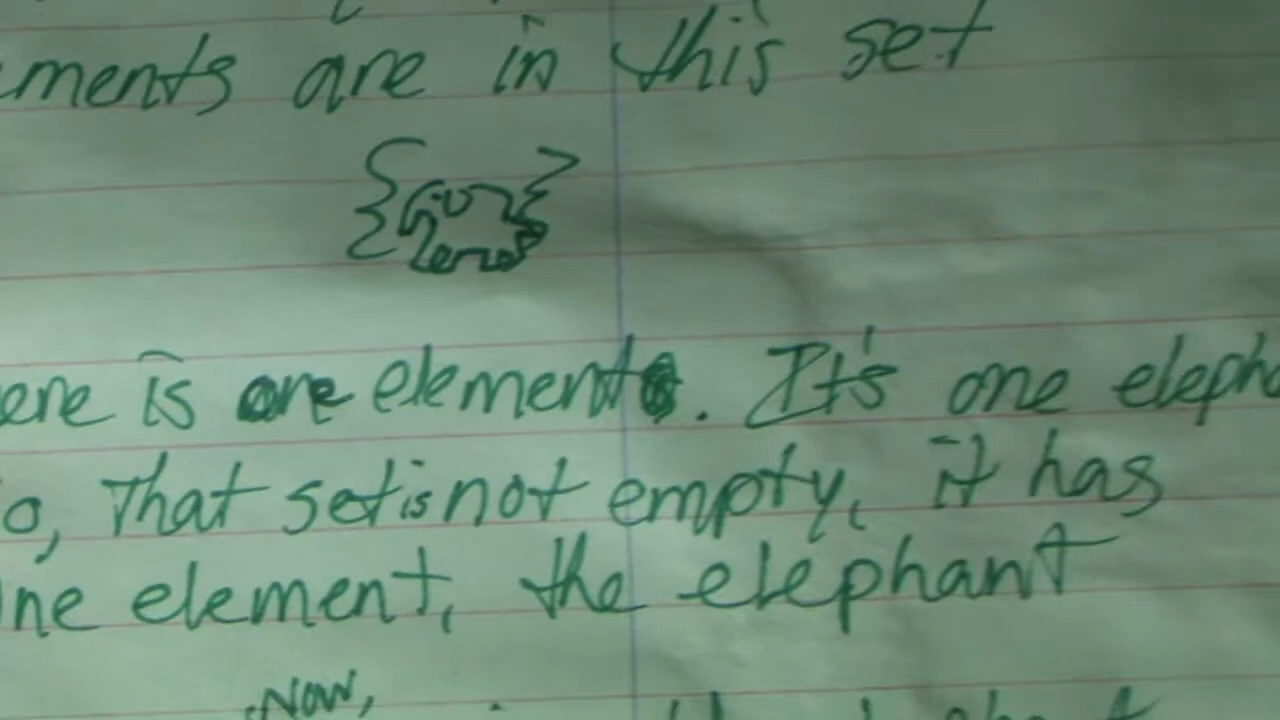 ments are in this set
{ }
ere is one element. It's one eleph
o, That set is not empty, it has
ne element, the elephant
Now,